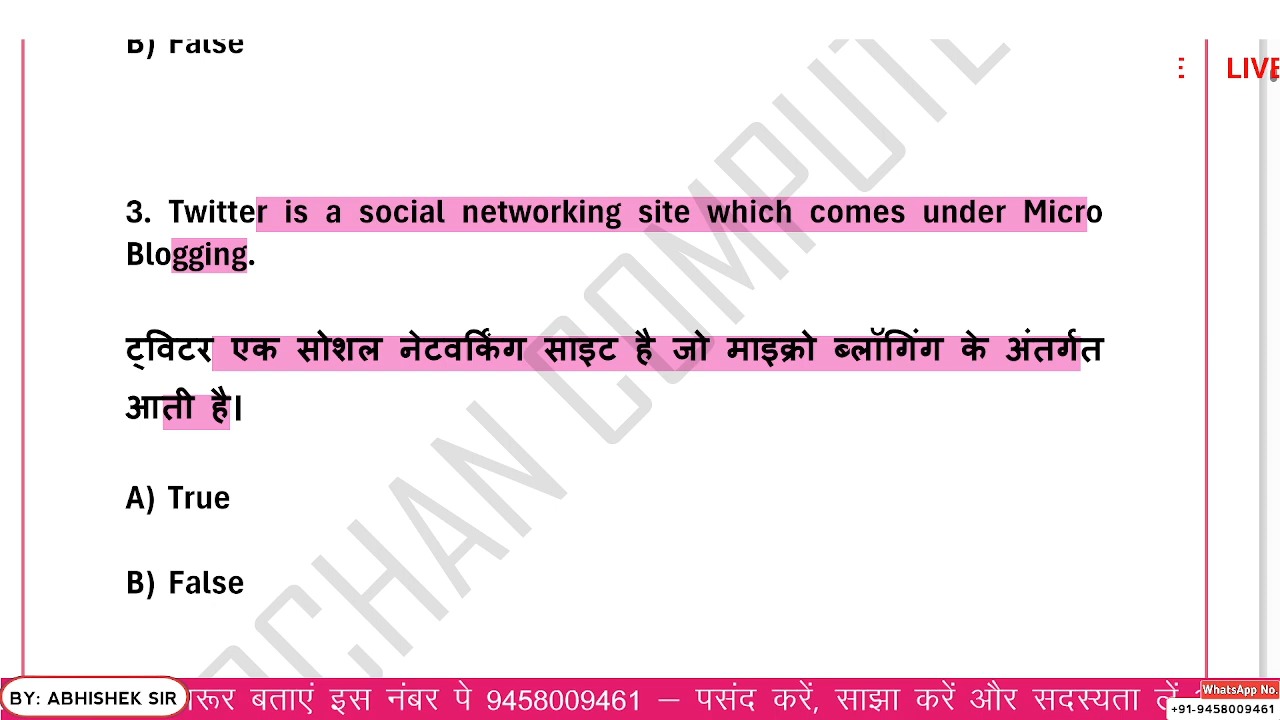 B) False
LIVE
3. Twitter is a social networking site which comes under Micro
Blogging.
ट्विटर एक सोशल नेटवर्किंग साइट है जो माइक्रो ब्लॉगिंग के अंतर्गत
आती है।
A) True
B) False
BY: ABHISHEK SIR
बताएं इस नंबर पे 9458009461 – पसंद करें, साझा करें और सदस्यता लें
WhatsApp No.
+91-9458009461